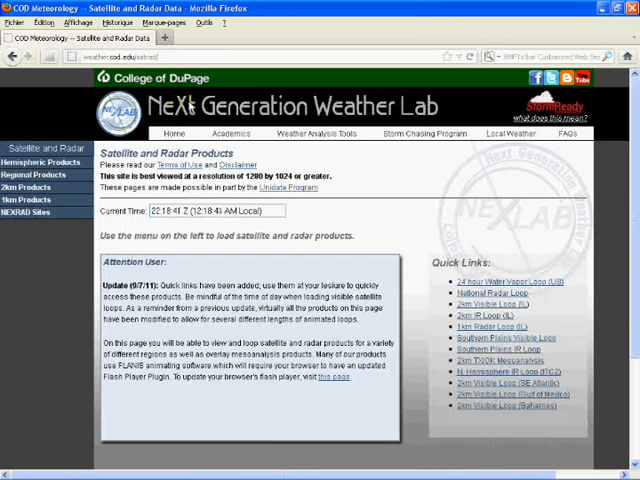 COD Meteorology -- Satellite and Radar Data - Mozilla Firefox
Fichier Édition Affichage Historique Marque-pages Outils ?
COD Meteorology -- Satellite and Radar Data +
weather.cod.edu/satrad/
College of DuPage
NeXt Generation Weather Lab
StormReady
what does this mean?
Home Academics Weather Analysis Tools Storm Chasing Program Local Weather FAQs
Satellite and Radar
Hemispheric Products
Regional Products
2km Products
1km Products
NEXRAD Sites
Satellite and Radar Products
Please read our Terms of Use and Disclaimer
This site is best viewed at a resolution of 1280 by 1024 or greater.
These pages are made possible in part by the Unidata Program
Current Time:
Use the menu on the left to load satellite and radar products.
Attention User:
Update (9/7/11): Quick links have been added; use them at your leisure to quickly
access these products. Be mindful of the time of day when loading visible satellite
loops. As a reminder from a previous update, virtually all the products on this page
have been modified to allow for several different lengths of animated loops.
On this page you will be able to view and loop satellite and radar products for a variety
of different regions as well as overlay mesoanalysis products. Many of our products
use FLANIS animating software which will require your browser to have an updated
Flash Player Plugin. To update your browser's flash player, visit this page.
Quick Links:
24 hour Water Vapor Loop (US)
National Radar Loop
2km Visible Loop (IL)
2km IR Loop (IL)
1km Radar Loop (IL)
Southern Plains Visible Loop
Southern Plains IR Loop
2km TX/OK Mesoanalysis
N. Hemisphere IR Loop (ITCZ)
2km Visible Loop (SE Atlantic)
2km Visible Loop (Gulf of Mexico)
2km Visible Loop (Bahamas)
NEXLAB